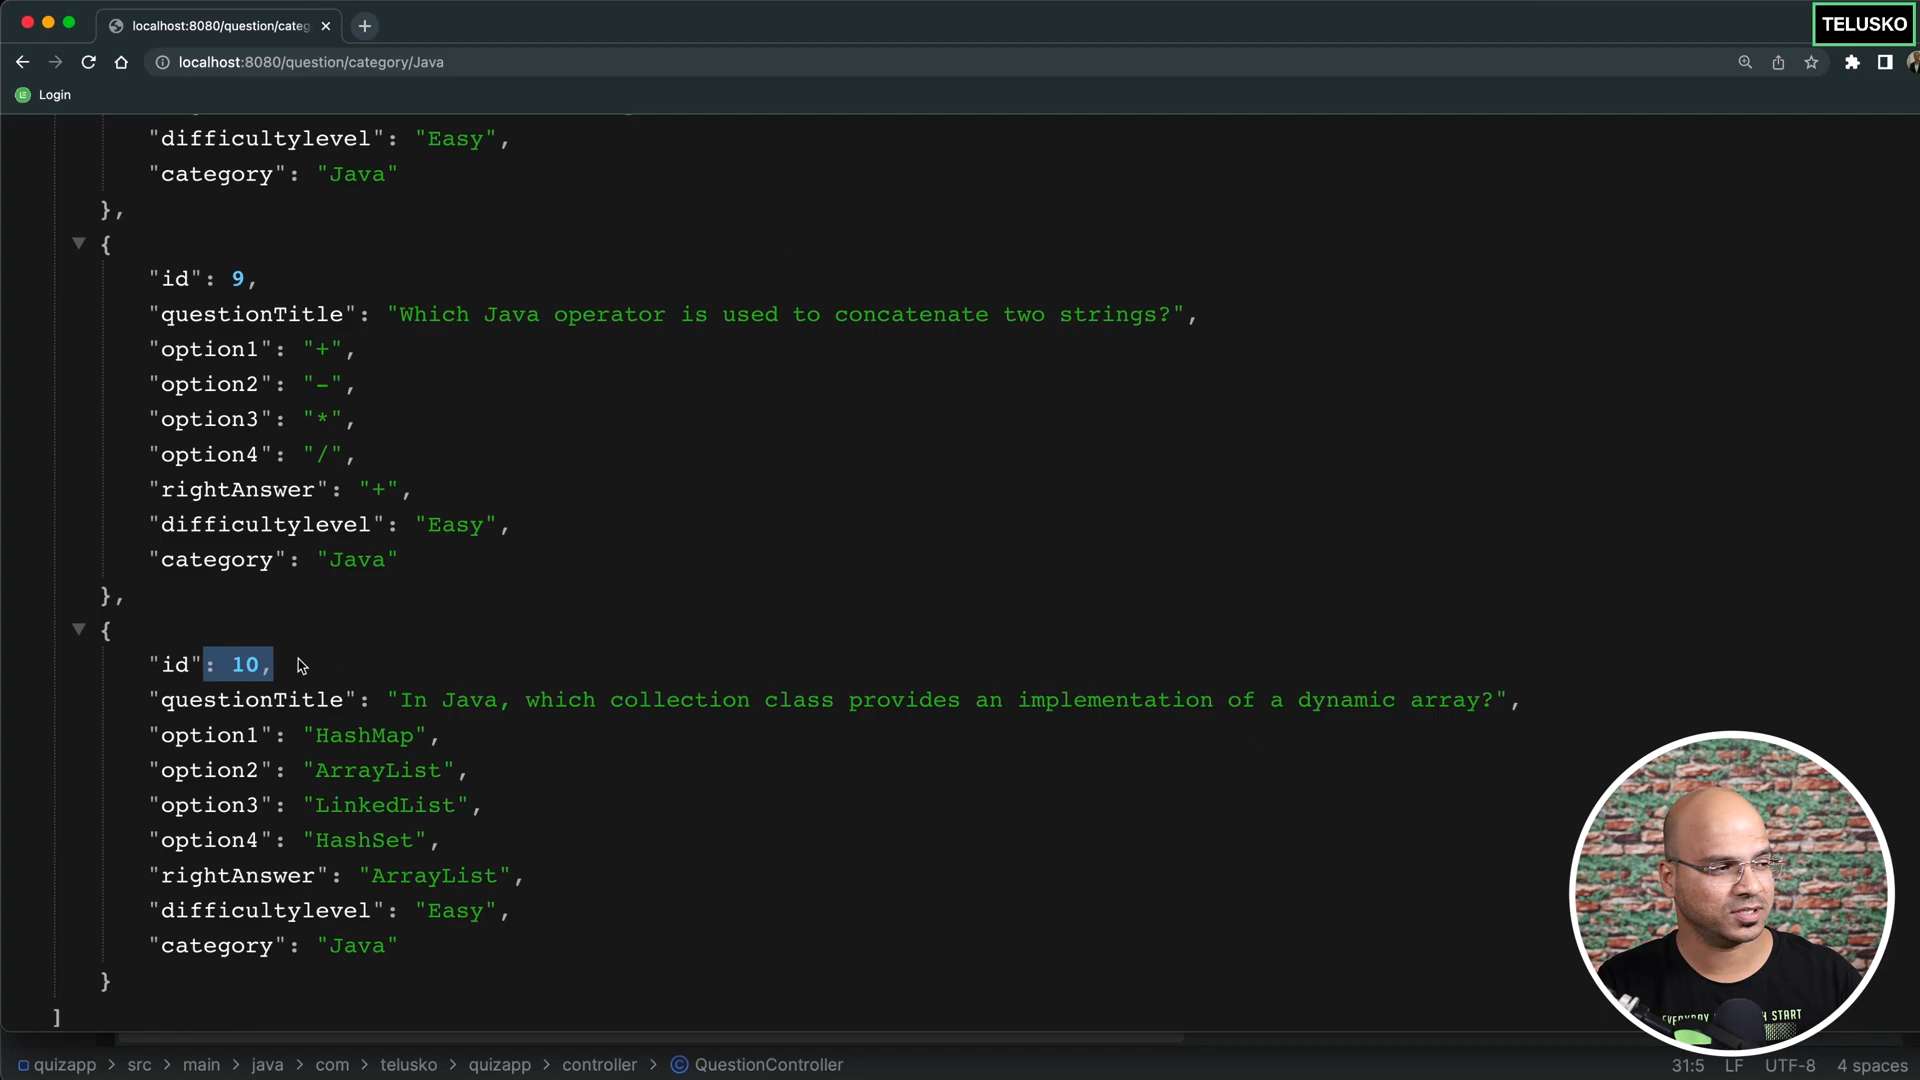 localhost:8080/question/categ
TELUSKO
localhost:8080/question/category/Java
Login
"difficultylevel": "Easy",
"category": "Java"
},
{
"id": 9,
"questionTitle": "Which Java operator is used to concatenate two strings?",
"option1": "+",
"option2": "-",
"option3": "*",
"option4": "/",
"rightAnswer": "+",
"difficultylevel": "Easy",
"category": "Java"
},
{
"id": 10,
"questionTitle": "In Java, which collection class provides an implementation of a dynamic array?",
"option1": "HashMap",
"option2": "ArrayList",
"option3": "LinkedList",
"option4": "HashSet",
"rightAnswer": "ArrayList",
"difficultylevel": "Easy",
"category": "Java"
}
]
START
quizapp > src > main > java > com > telusko > quizapp > controller > QuestionController
31:5 LF UTF-8 4 spaces